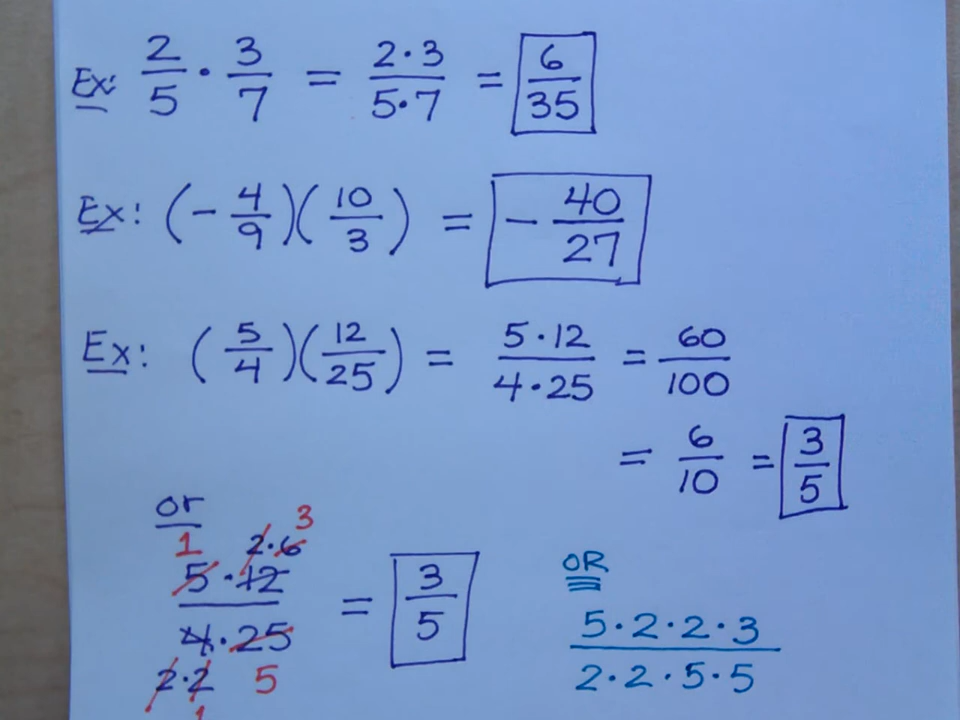 Ex: 2/5 · 3/7 = 2·3/5·7 = 6/35
Ex: (-4/9)(10/3) = -40/27
Ex: (5/4)(12/25) = 5·12/4·25 = 60/100
= 6/10 = 3/5
or
1 2·6 3
5·12/4·25 = 3/5
2·2 5
1
OR
5·2·2·3/2·2·5·5